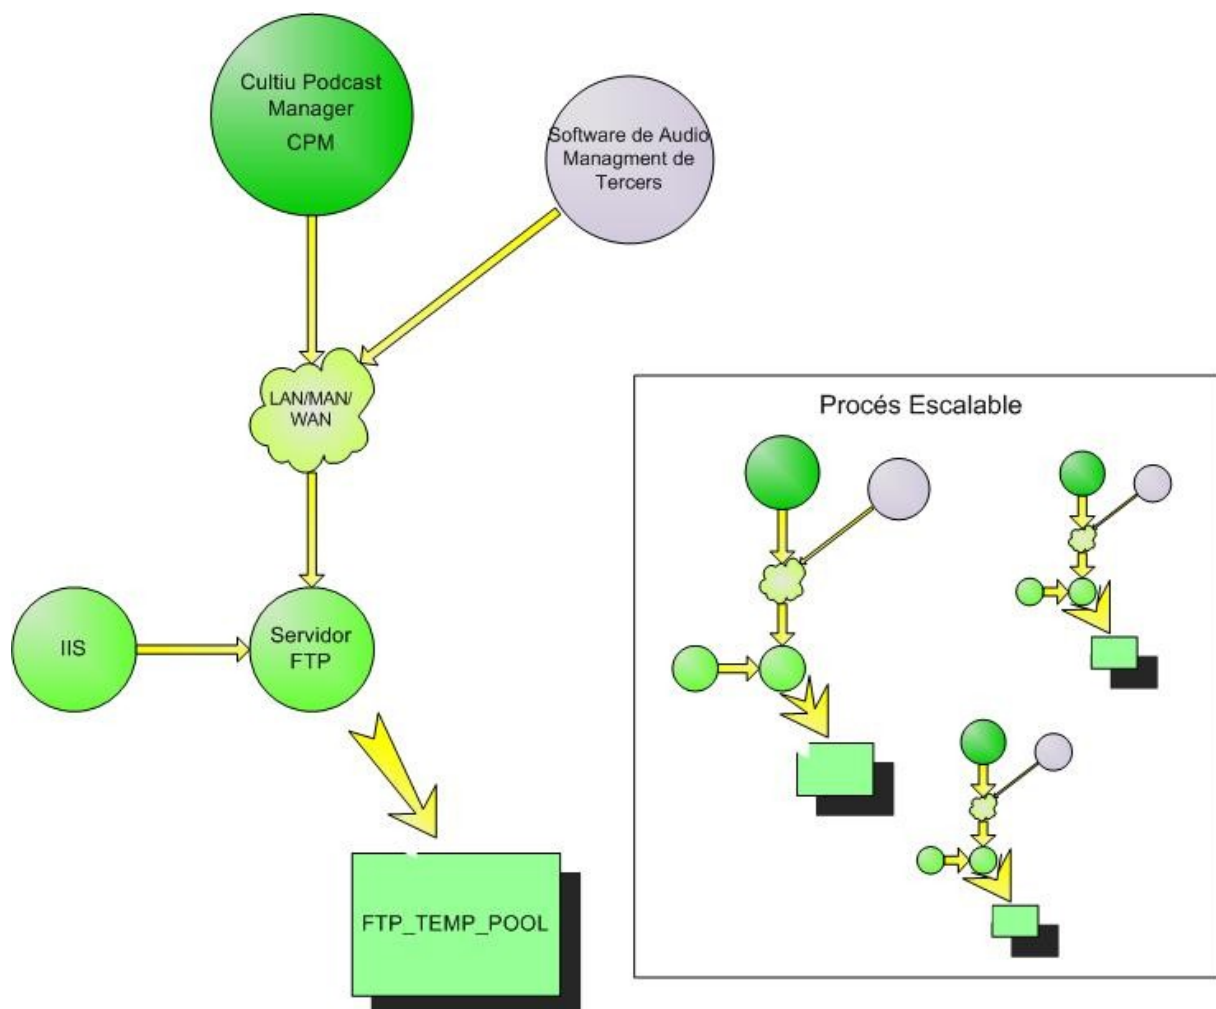 Cultiu Podcast
Manager
CPM
Software de Audio
Managment de
Tercers
LAN/MAN/
WAN
Procés Escalable
IIS
Servidor
FTP
FTP_TEMP_POOL